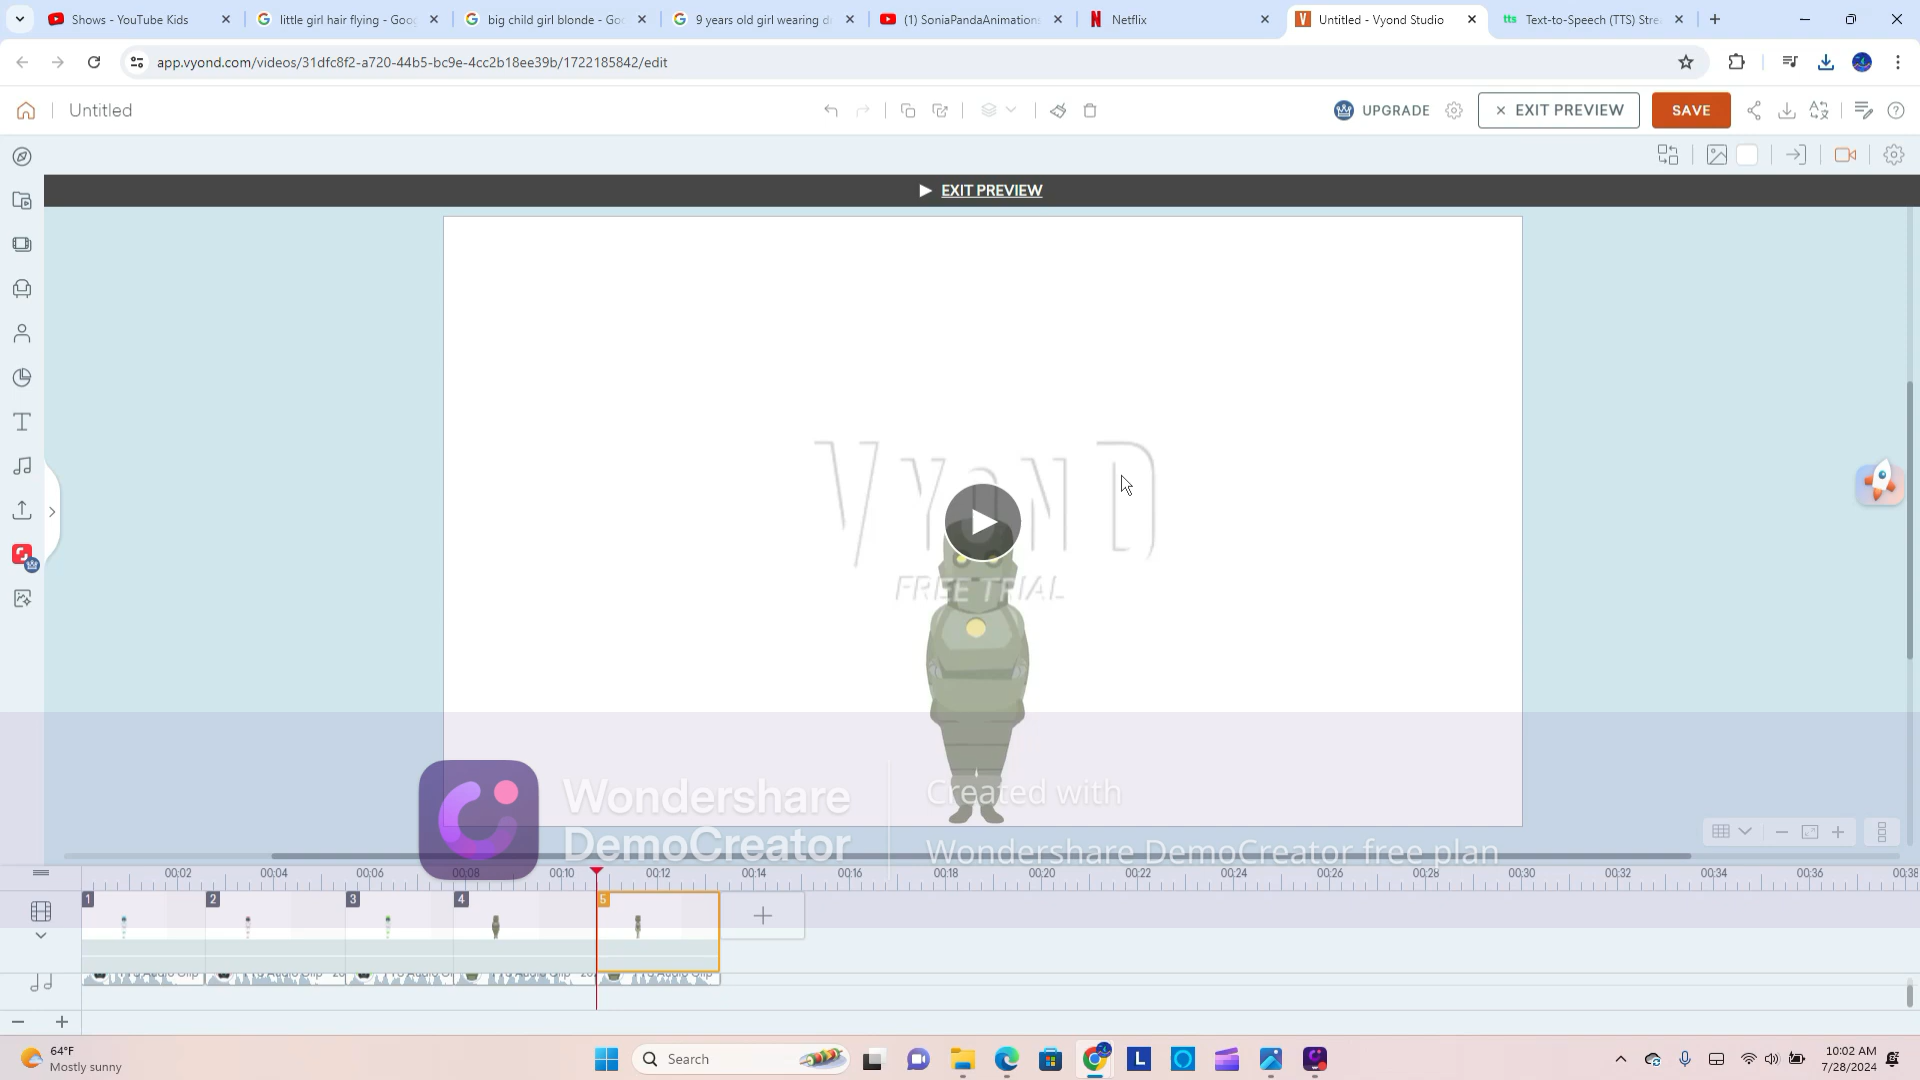 Shows - YouTube Kids
little girl hair flying - Goo
big child girl blonde - Go
9 years old girl wearing d
(1) SoniaPandaAnimation
Netflix
Untitled - Vyond Studio
Text-to-Speech (TTS) Stre
app.vyond.com/videos/31dfc8f2-a720-44b5-bc9e-4cc2b18ee39b/1722185842/edit
Untitled
UPGRADE
EXIT PREVIEW
SAVE
EXIT PREVIEW
VYOND
FREE TRIAL
Wondershare
DemoCreator
Created with
Wondershare DemoCreator free plan
00:02
00:04
00:06
00:08
00:10
00:12
00:14
00:16
00:18
00:20
00:22
00:24
00:26
00:28
00:30
00:32
00:34
00:36
00:38
1
2
3
4
5
64°F
Mostly sunny
Search
10:02 AM
7/28/2024